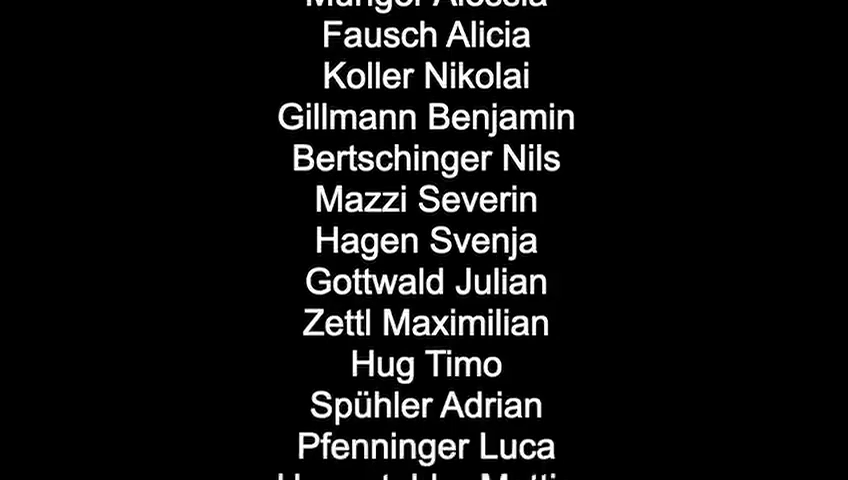 Fausch Alicia
Koller Nikolai
Gillmann Benjamin
Bertschinger Nils
Mazzi Severin
Hagen Svenja
Gottwald Julian
Zettl Maximilian
Hug Timo
Spühler Adrian
Pfenninger Luca